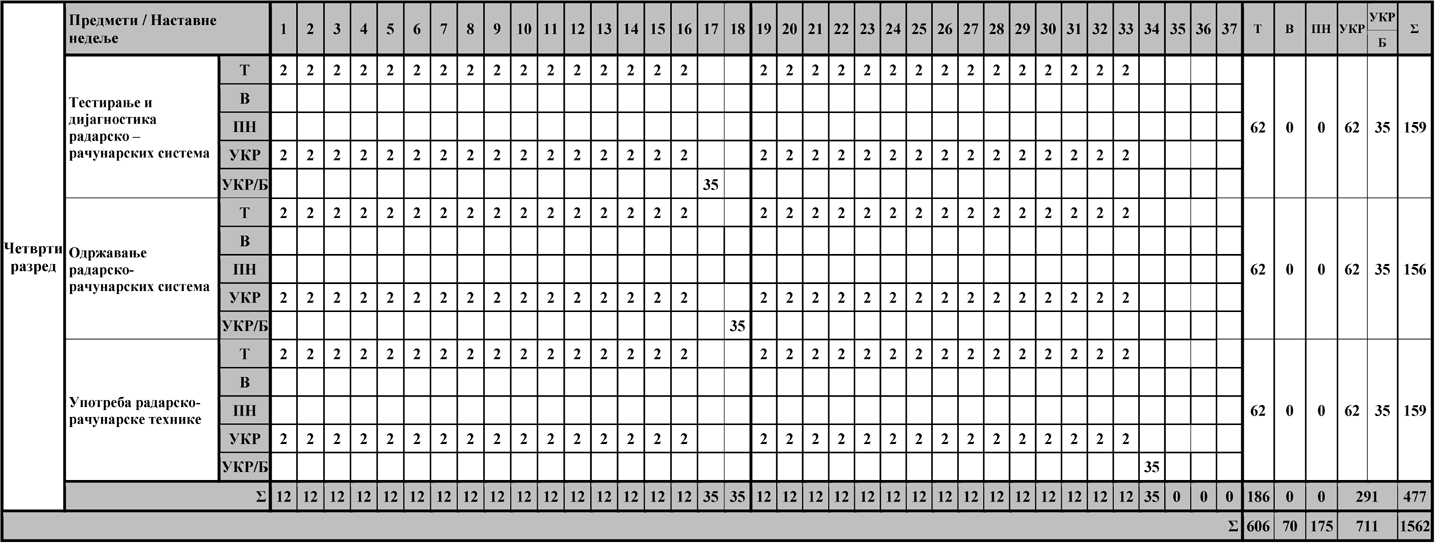 Предмети / Наставне недеље 1 2 3 4 5 6 7 8 9 10 11 12 13 14 15 16 17 18 19 20 21 22 23 24 25 26 27 28 29 30 31 32 33 34 35 36 37 Т В ПН УКР УКР Б Σ
Четврти разред
Тестирање и
дијагностика
радарско –
рачунарских система
Т 2 2 2 2 2 2 2 2 2 2 2 2 2 2 2 2 2 2 2 2 2 2 2 2 2 2 2 2 2 2 2
В
ПН
УКР 2 2 2 2 2 2 2 2 2 2 2 2 2 2 2 2 2 2 2 2 2 2 2 2 2 2 2 2 2 2 2
УКР/Б 35
62 0 0 62 35 159
Одржавање
радарско-
рачунарских система
Т 2 2 2 2 2 2 2 2 2 2 2 2 2 2 2 2 2 2 2 2 2 2 2 2 2 2 2 2 2 2 2
В
ПН
УКР 2 2 2 2 2 2 2 2 2 2 2 2 2 2 2 2 2 2 2 2 2 2 2 2 2 2 2 2 2 2 2
УКР/Б 35
62 0 0 62 35 156
Употреба радарско-
рачунарске технике
Т 2 2 2 2 2 2 2 2 2 2 2 2 2 2 2 2 2 2 2 2 2 2 2 2 2 2 2 2 2 2 2
В
ПН
УКР 2 2 2 2 2 2 2 2 2 2 2 2 2 2 2 2 2 2 2 2 2 2 2 2 2 2 2 2 2 2 2
УКР/Б 35
62 0 0 62 35 159
Σ 12 12 12 12 12 12 12 12 12 12 12 12 12 12 12 12 35 35 12 12 12 12 12 12 12 12 12 12 12 12 12 12 12 35 0 0 0 186 0 0 291 477
Σ 606 70 175 711 1562